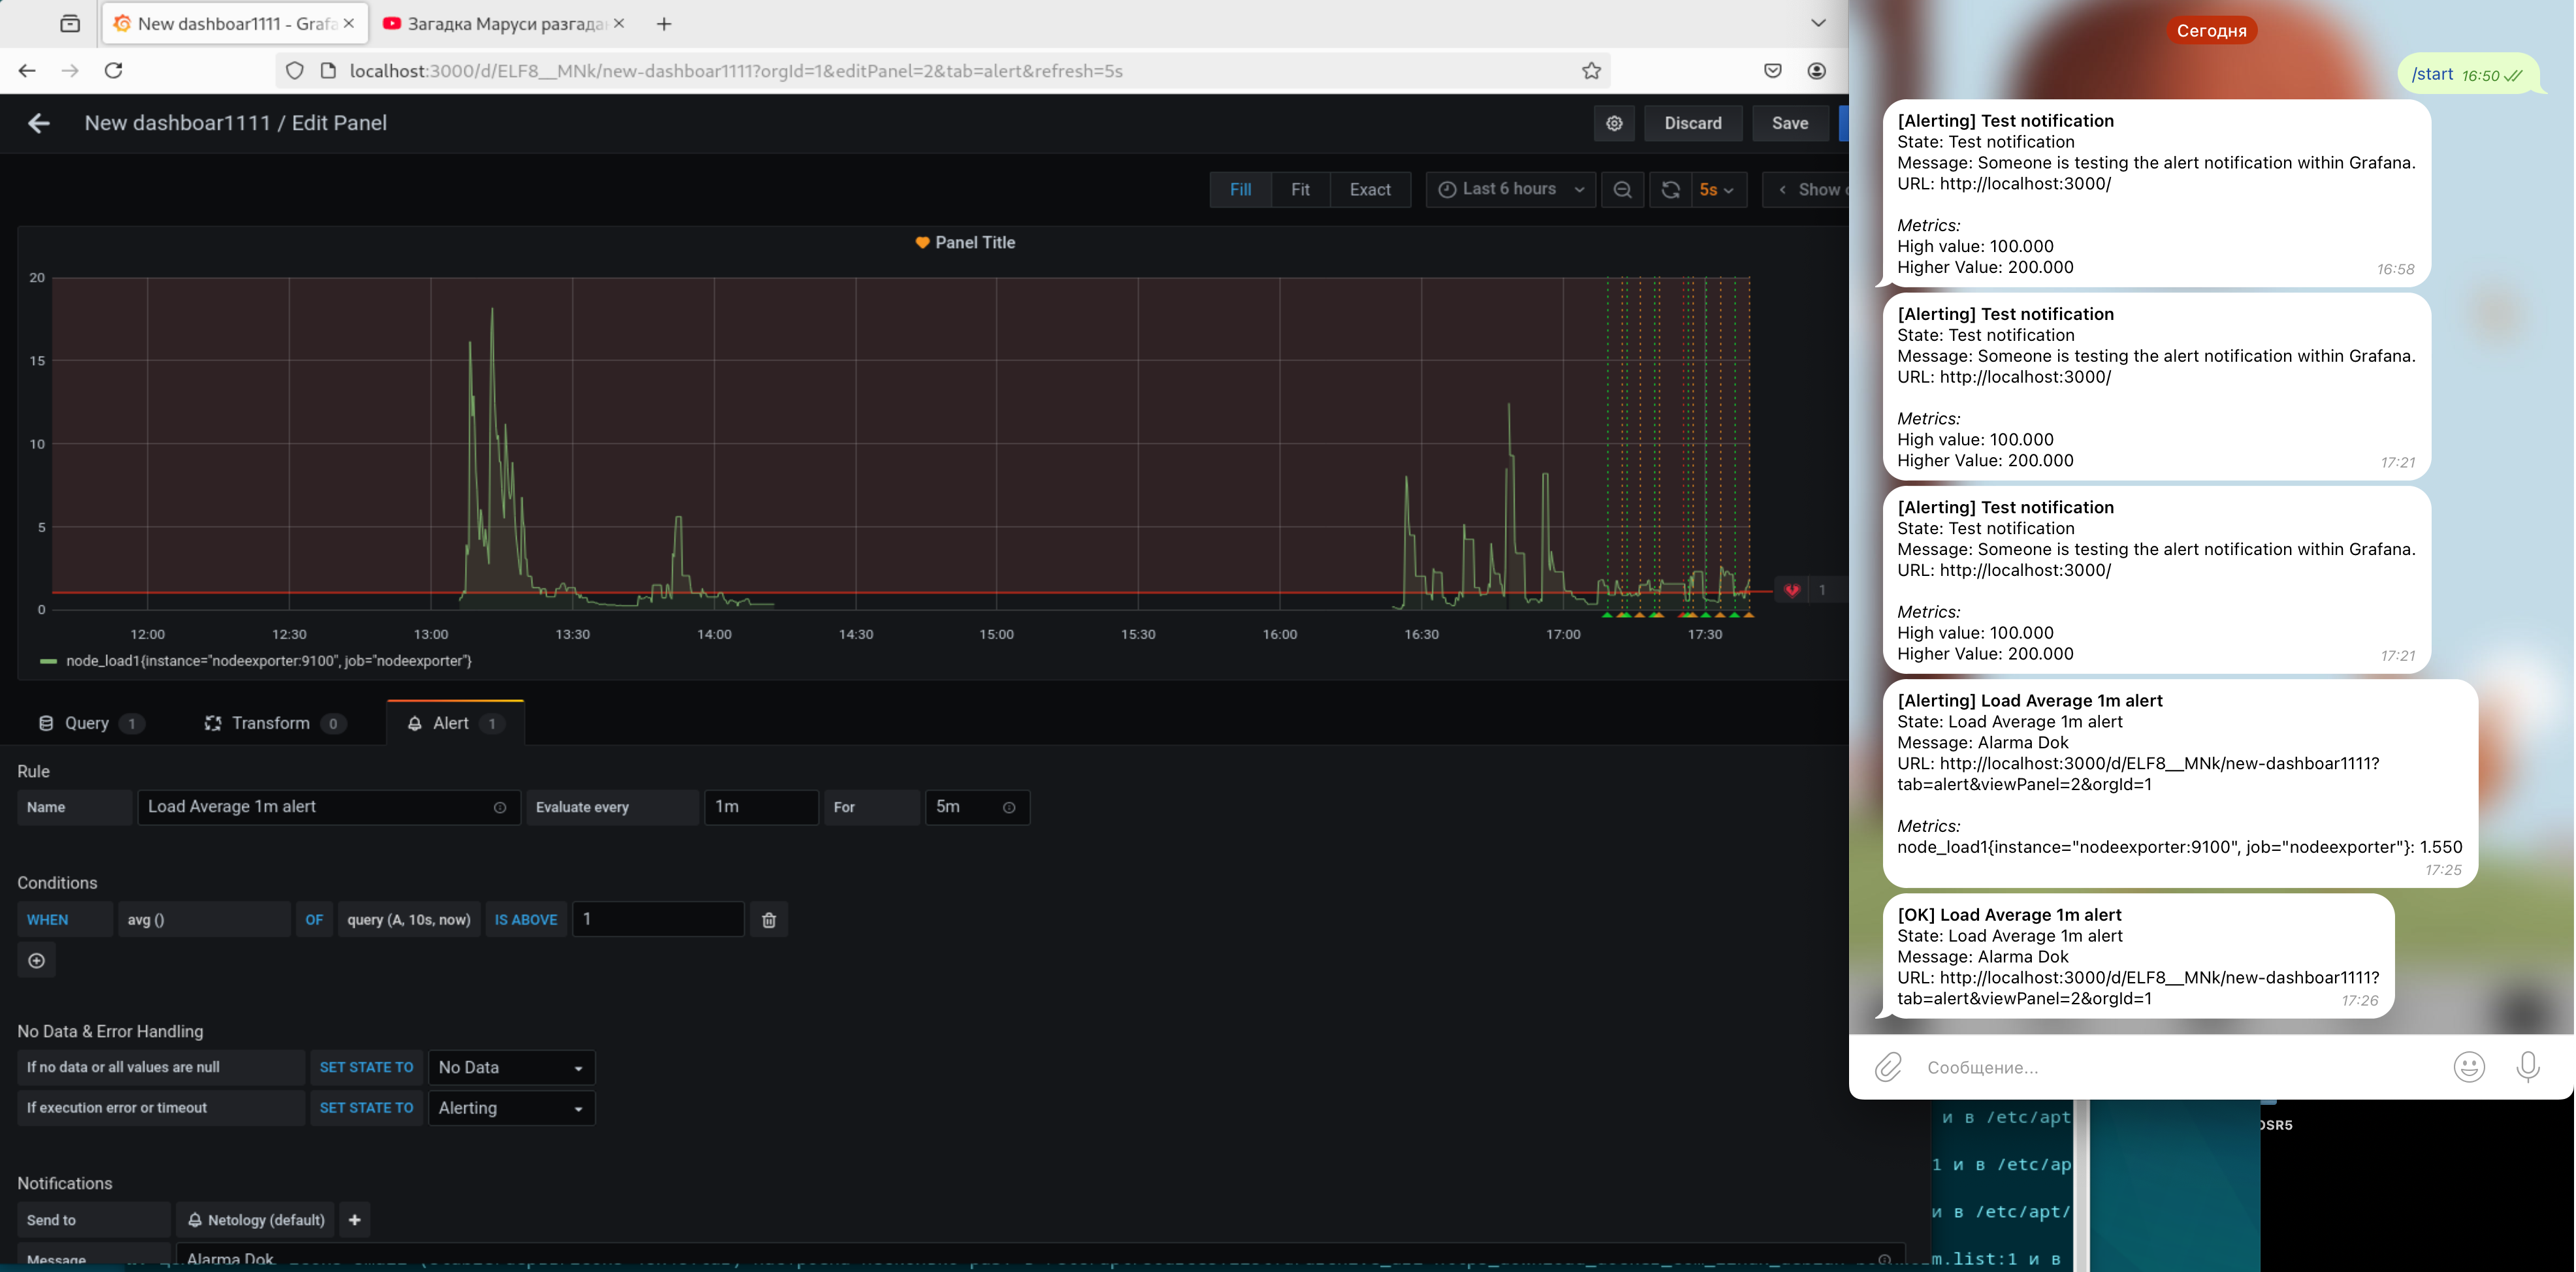 New dashboar1111 - Grafa
Загадка Маруси разгадан
localhost:3000/d/ELF8__MNk/new-dashboar1111?orgId=1&editPanel=2&tab=alert&refresh=5s
New dashboar1111 / Edit Panel
Discard
Save
Fill
Fit
Exact
Last 6 hours
5s
Show
Panel Title
20
15
10
5
0
1
12:00
12:30
13:00
13:30
14:00
14:30
15:00
15:30
16:00
16:30
17:00
17:30
node_load1{instance="nodeexporter:9100", job="nodeexporter"}
Query 1
Transform 0
Alert 1
Rule
Name Load Average 1m alert Evaluate every 1m For 5m
Conditions
WHEN avg () OF query (A, 10s, now) IS ABOVE 1
No Data & Error Handling
If no data or all values are null SET STATE TO No Data
If execution error or timeout SET STATE TO Alerting
Notifications
Send to Netology (default)
Message Alarma Dok
Сегодня
/start 16:50
[Alerting] Test notification
State: Test notification
Message: Someone is testing the alert notification within Grafana.
URL: http://localhost:3000/
Metrics:
High value: 100.000
Higher Value: 200.000
16:58
[Alerting] Test notification
State: Test notification
Message: Someone is testing the alert notification within Grafana.
URL: http://localhost:3000/
Metrics:
High value: 100.000
Higher Value: 200.000
17:21
[Alerting] Test notification
State: Test notification
Message: Someone is testing the alert notification within Grafana.
URL: http://localhost:3000/
Metrics:
High value: 100.000
Higher Value: 200.000
17:21
[Alerting] Load Average 1m alert
State: Load Average 1m alert
Message: Alarma Dok
URL: http://localhost:3000/d/ELF8__MNk/new-dashboar1111?
tab=alert&viewPanel=2&orgId=1
Metrics:
node_load1{instance="nodeexporter:9100", job="nodeexporter"}: 1.550
17:25
[OK] Load Average 1m alert
State: Load Average 1m alert
Message: Alarma Dok
URL: http://localhost:3000/d/ELF8__MNk/new-dashboar1111?
tab=alert&viewPanel=2&orgId=1
17:26
Сообщение...
и в /etc/apt
1 и в /etc/ap
и в /etc/apt/
m.list:1 и в
OSR5